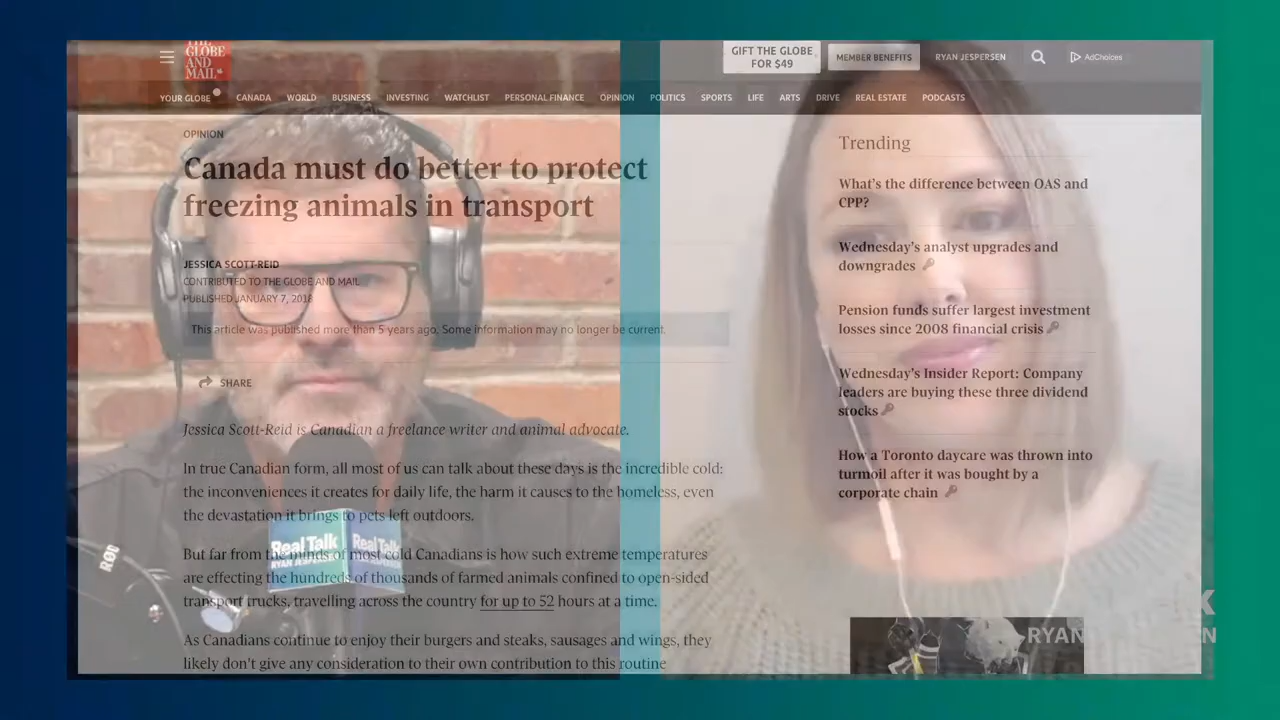 THE
GLOBE
AND
MAIL
GIFT THE GLOBE
FOR $49
MEMBER BENEFITS
RYAN JESPERSEN
AdChoices
YOUR GLOBE
CANADA
WORLD
BUSINESS
INVESTING
WATCHLIST
PERSONAL FINANCE
OPINION
POLITICS
SPORTS
LIFE
ARTS
DRIVE
REAL ESTATE
PODCASTS
OPINION
Canada must do better to protect
freezing animals in transport
JESSICA SCOTT-REID
CONTRIBUTED TO THE GLOBE AND MAIL
PUBLISHED JANUARY 7, 2018
This article was published more than 5 years ago. Some information may no longer be current.
SHARE
Jessica Scott-Reid is Canadian a freelance writer and animal advocate.
In true Canadian form, all most of us can talk about these days is the incredible cold:
the inconveniences it creates for daily life, the harm it causes to the homeless, even
the devastation it brings to pets left outdoors.
But far from the minds of most cold Canadians is how such extreme temperatures
are effecting the hundreds of thousands of farmed animals confined to open-sided
transport trucks, travelling across the country for up to 52 hours at a time.
As Canadians continue to enjoy their burgers and steaks, sausages and wings, they
likely don't give any consideration to their own contribution to this routine
Trending
What's the difference between OAS and
CPP?
Wednesday's analyst upgrades and
downgrades
Pension funds suffer largest investment
losses since 2008 financial crisis
Wednesday's Insider Report: Company
leaders are buying these three dividend
stocks
How a Toronto daycare was thrown into
turmoil after it was bought by a
corporate chain
RØDE
Real Talk
RYAN JESPERSEN
Real Talk
RYAN